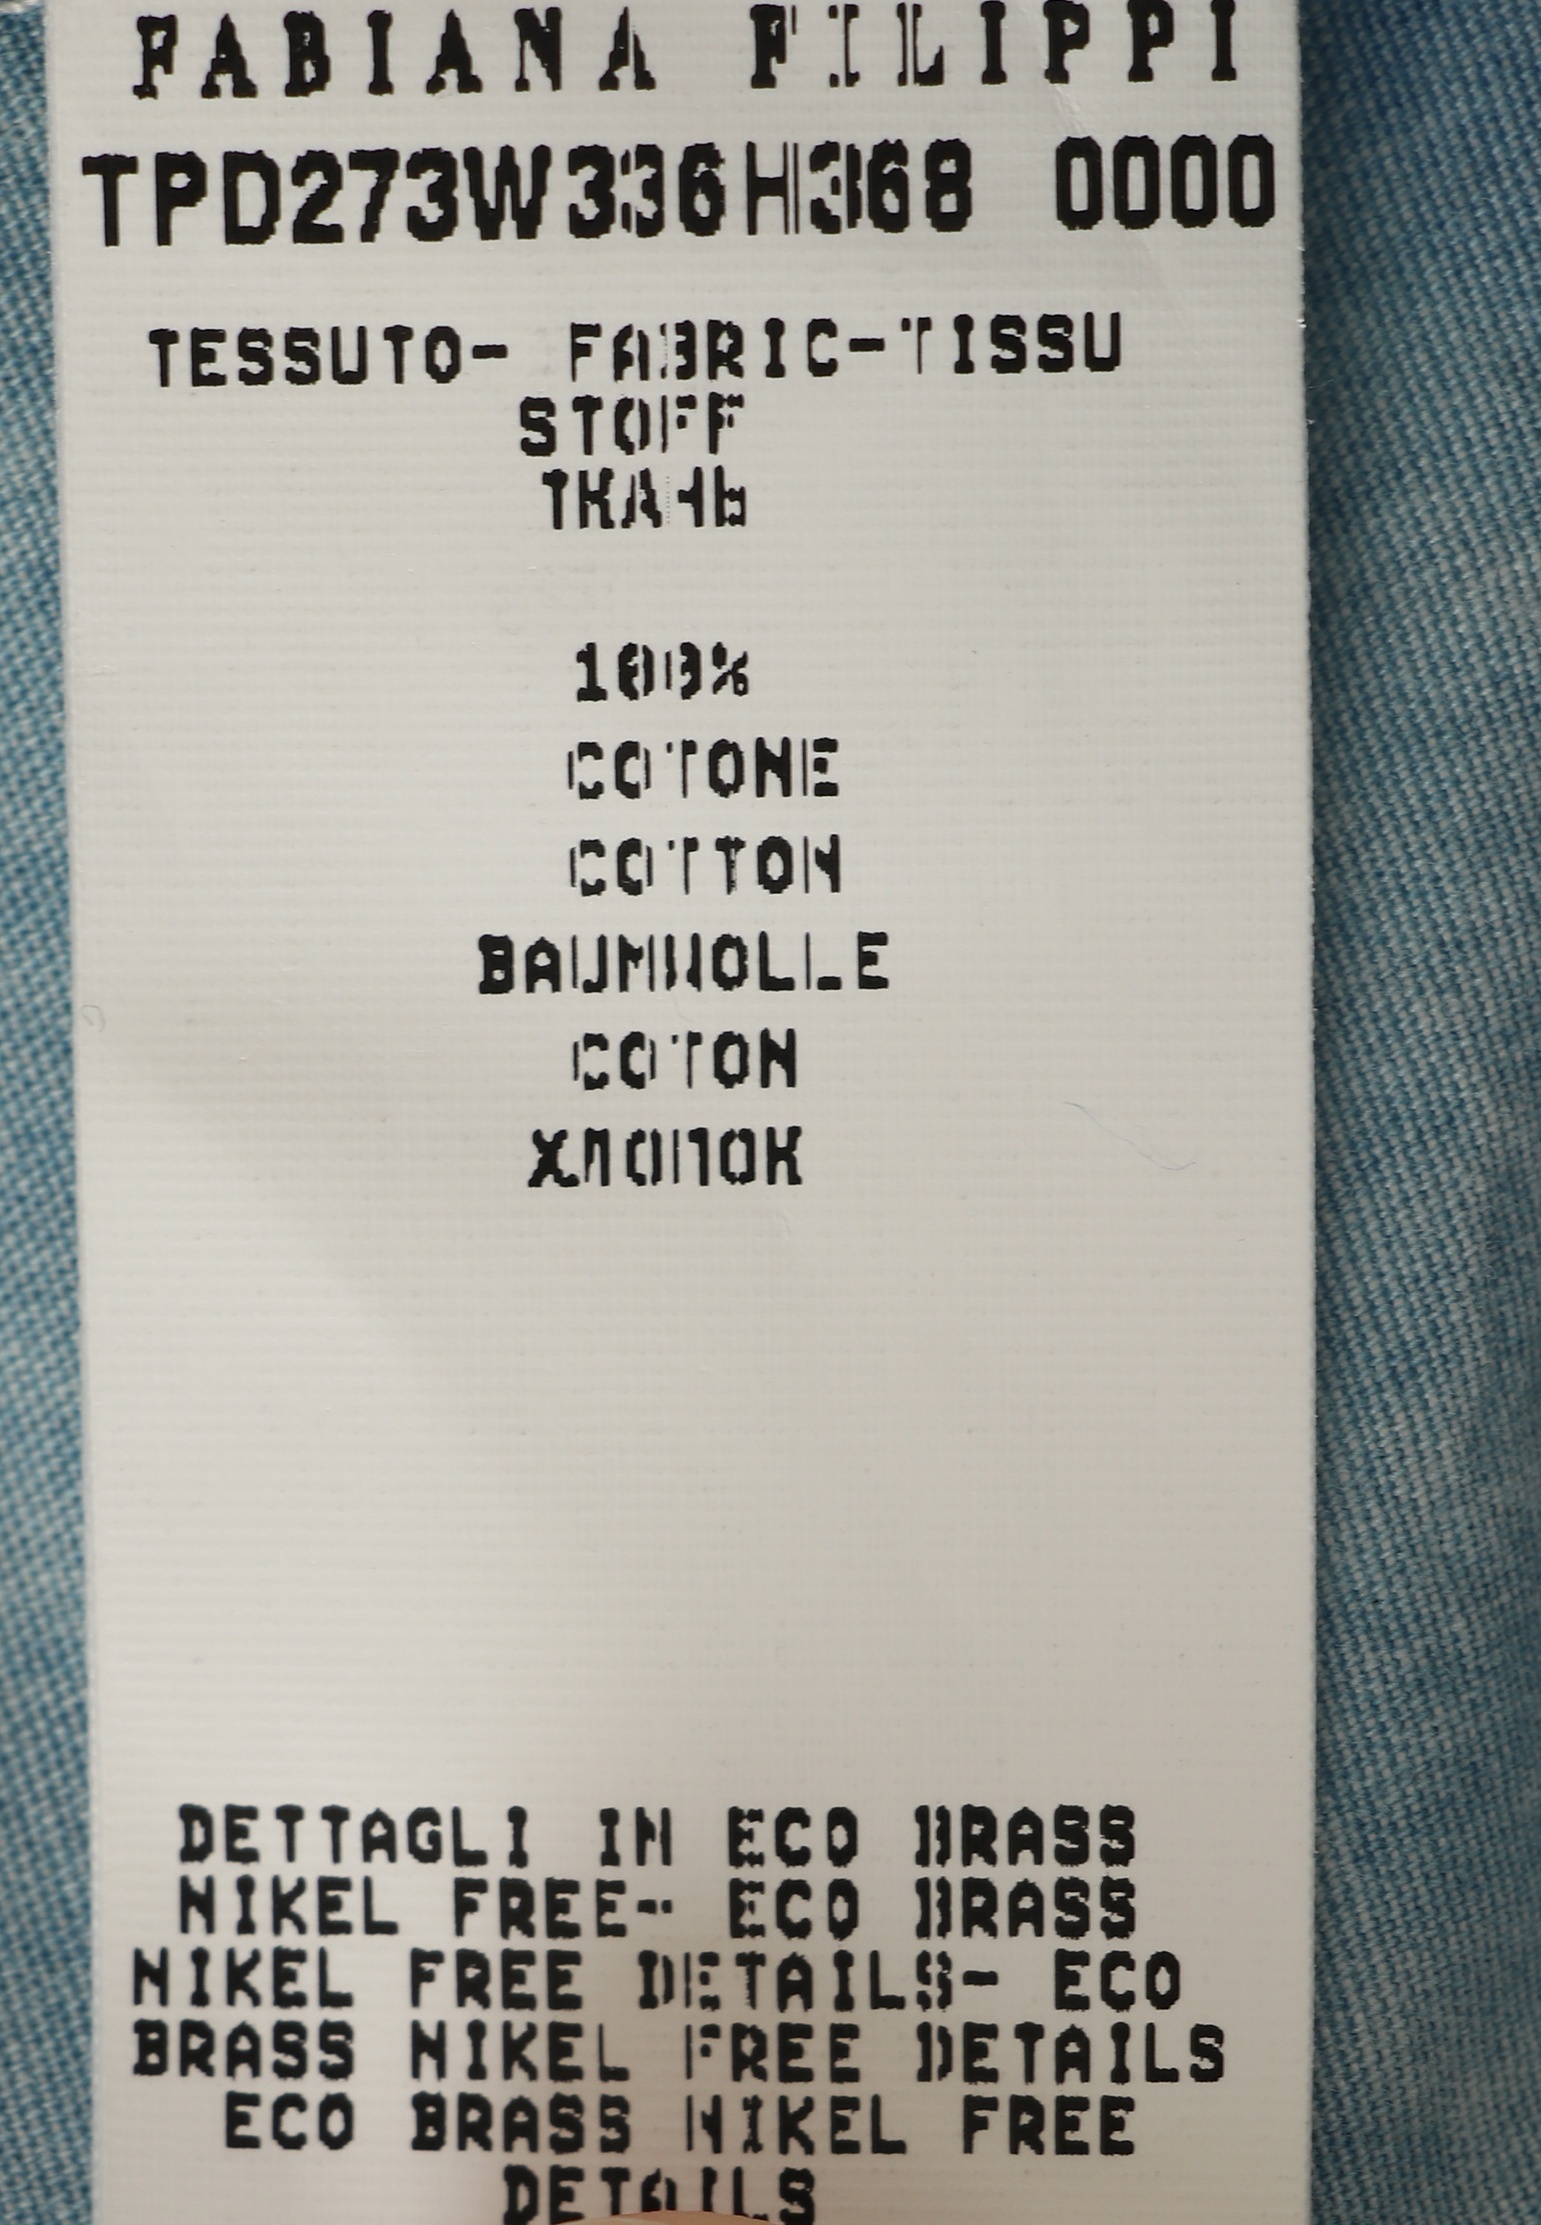 FABIANA FILIPPI
TPD273W336H368 0000
TESSUTO- FABRIC-TISSU
STOFF
ТКАНЬ
100%
COTONE
COTTON
BAUMWOLLE
COTON
ХЛОПОК
DETTAGLI IN ECO BRASS
NIKEL FREE- ECO BRASS
NIKEL FREE DETAILS- ECO
BRASS NIKEL FREE DETAILS
ECO BRASS NIKEL FREE
DETAILS